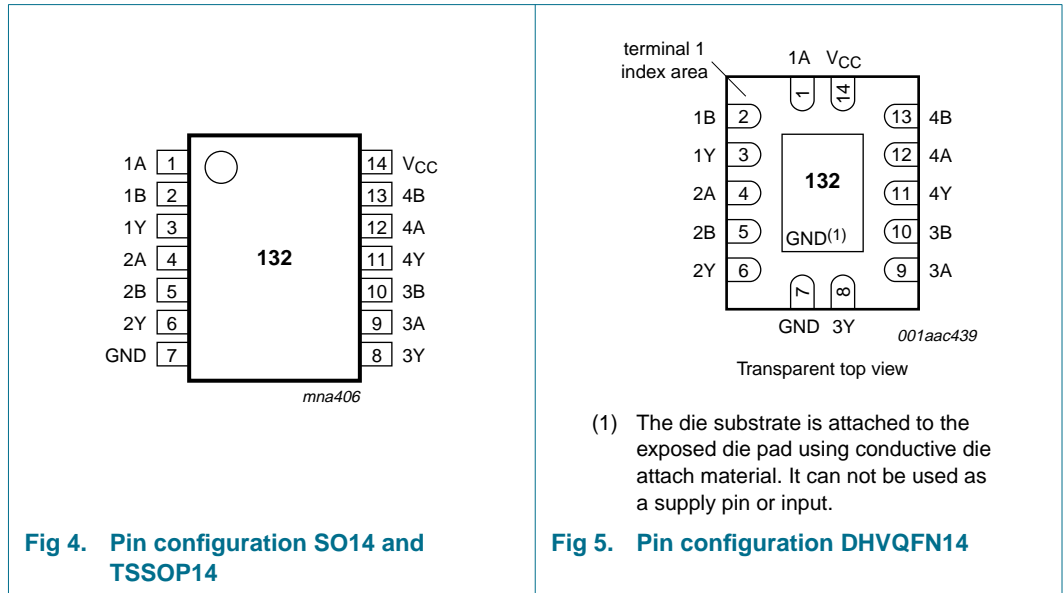 1A 1 14 VCC
1B 2 13 4B
1Y 3 12 4A
2A 4 132 11 4Y
2B 5 10 3B
2Y 6 9 3A
GND 7 8 3Y
mna406
Fig 4. Pin configuration SO14 and
TSSOP14
terminal 1
index area
1A VCC
1 14
1B 2 13 4B
1Y 3 12 4A
132
2A 4 11 4Y
2B 5 10 3B
GND(1)
2Y 6 9 3A
7 8
GND 3Y
001aac439
Transparent top view
(1) The die substrate is attached to the
exposed die pad using conductive die
attach material. It can not be used as
a supply pin or input.
Fig 5. Pin configuration DHVQFN14